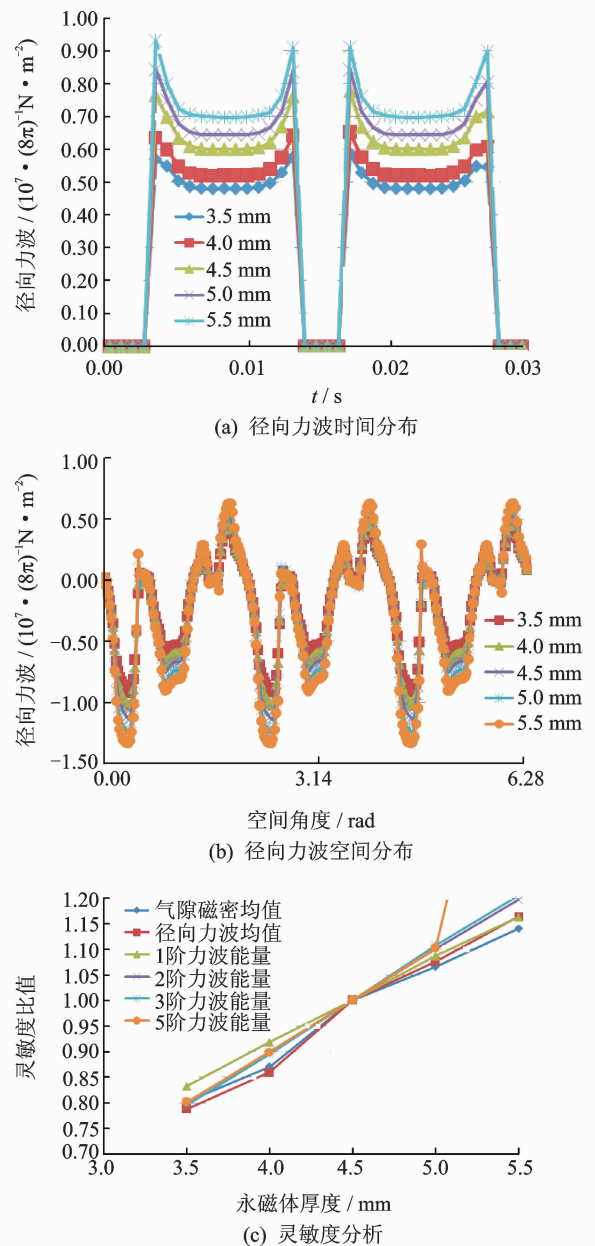 径向力波 / (10⁷•(8π)⁻¹N•m⁻²)
1.00
0.90
0.80
0.70
0.60
0.50
0.40
0.30
0.20
0.10
0.00
3.5 mm
4.0 mm
4.5 mm
5.0 mm
5.5 mm
0.00 0.01 0.02 0.03
t / s
(a) 径向力波时间分布
径向力波 / (10⁷•(8π)⁻¹N•m⁻²)
1.00
0.50
0.00
−0.50
−1.00
−1.50
3.5 mm
4.0 mm
4.5 mm
5.0 mm
5.5 mm
0.00 3.14 6.28
空间角度 / rad
(b) 径向力波空间分布
灵敏度比值
1.20
1.15
1.10
1.05
1.00
0.95
0.90
0.85
0.80
0.75
0.70
气隙磁密均值
径向力波均值
1阶力波能量
2阶力波能量
3阶力波能量
5阶力波能量
3.0 3.5 4.0 4.5 5.0 5.5
永磁体厚度 / mm
(c) 灵敏度分析